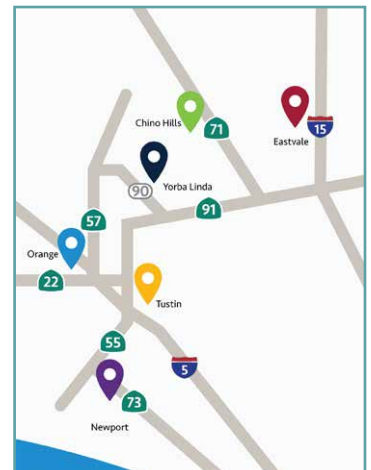 Chino Hills
71
15
Eastvale
90
Yorba Linda
91
57
Orange
22
Tustin
55
5
73
Newport